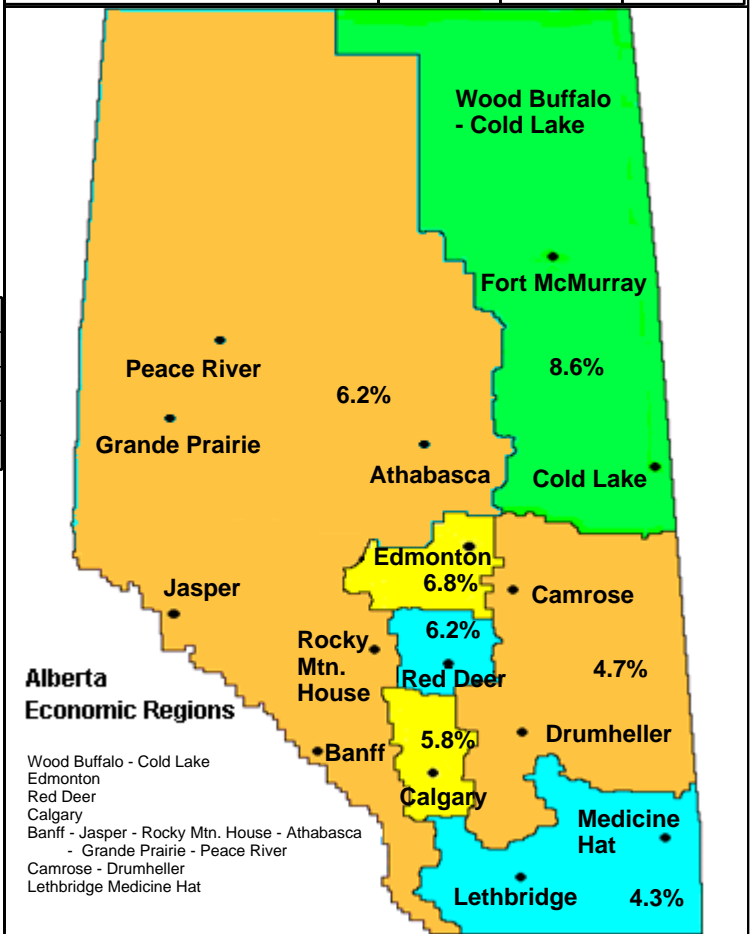 Wood Buffalo
- Cold Lake
Fort McMurray
8.6%
Peace River
6.2%
Grande Prairie
Athabasca
Cold Lake
Edmonton
6.8%
Jasper
Camrose
6.2%
Rocky
Mtn.
House
Red Deer
4.7%
Alberta
Economic Regions
5.8%
Drumheller
Banff
Calgary
Wood Buffalo - Cold Lake
Edmonton
Red Deer
Calgary
Banff - Jasper - Rocky Mtn. House - Athabasca
- Grande Prairie - Peace River
Camrose - Drumheller
Lethbridge Medicine Hat
Medicine
Hat
Lethbridge
4.3%